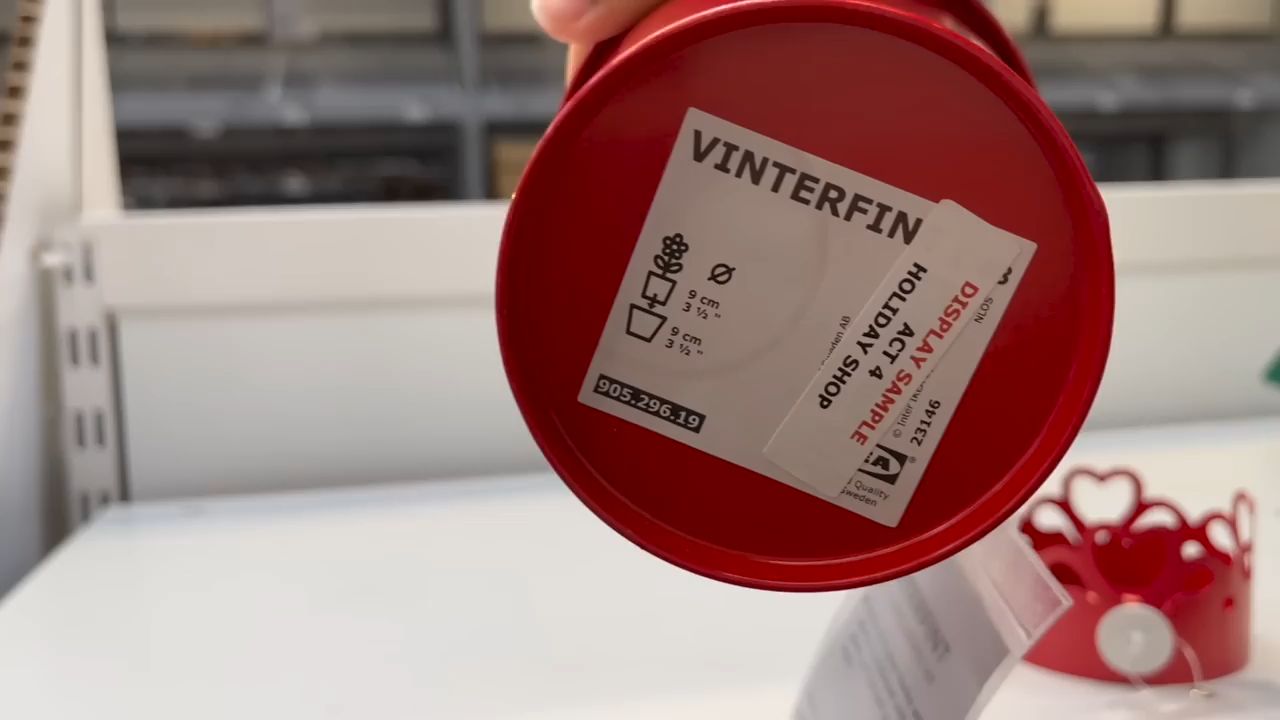 VINTERFIN
Ø
9 cm
3 ½ "
9 cm
3 ½ "
905.296.19
DISPLAY SAMPLE
ACT 4
HOLIDAY SHOP
NLOS
© Inter
23146
®
Quality
Sweden